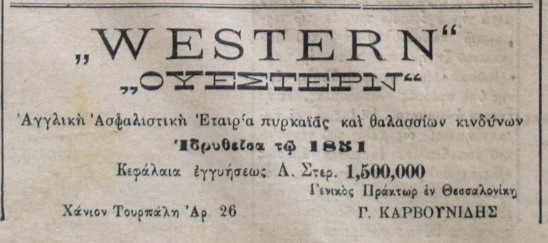 „WESTERN“
„ΟΥΕΣΤΕΡΝ“
Ἀγγλικὴ Ἀσφαλιστικὴ Ἑταιρία πυρκαϊᾶς καὶ θαλασσίων κινδύνων
Ἱδρυθεῖσα τῷ 1851
Κεφάλαια ἐγγυήσεως Λ. Στερ. 1,500,000
Γενικὸς Πράκτωρ ἐν Θεσσαλονίκῃ
Χάνιον Τουρπάλη Ἀρ. 26 Γ. ΚΑΡΒΟΥΝΙΔΗΣ